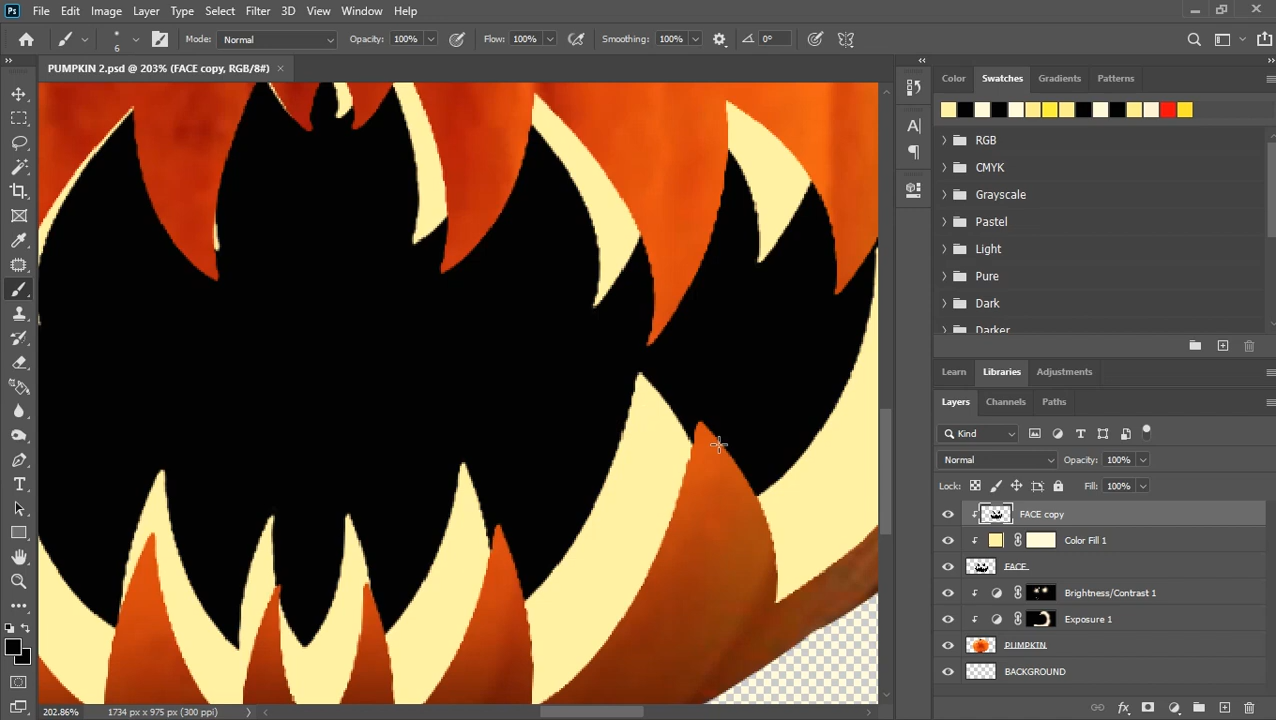 Ps File Edit Image Layer Type Select Filter 3D View Window Help
6 Mode: Normal Opacity: 100% Flow: 100% Smoothing: 100% 0°
PUMPKIN 2.psd @ 203% (FACE copy, RGB/8#) ×
Color Swatches Gradients Patterns
RGB
CMYK
Grayscale
Pastel
Light
Pure
Dark
Darker
Learn Libraries Adjustments
Layers Channels Paths
Kind
Normal Opacity: 100%
Lock: Fill: 100%
FACE copy
Color Fill 1
FACE
Brightness/Contrast 1
Exposure 1
PUMPKIN
BACKGROUND
202.86% 1734 px x 975 px (300 ppi)